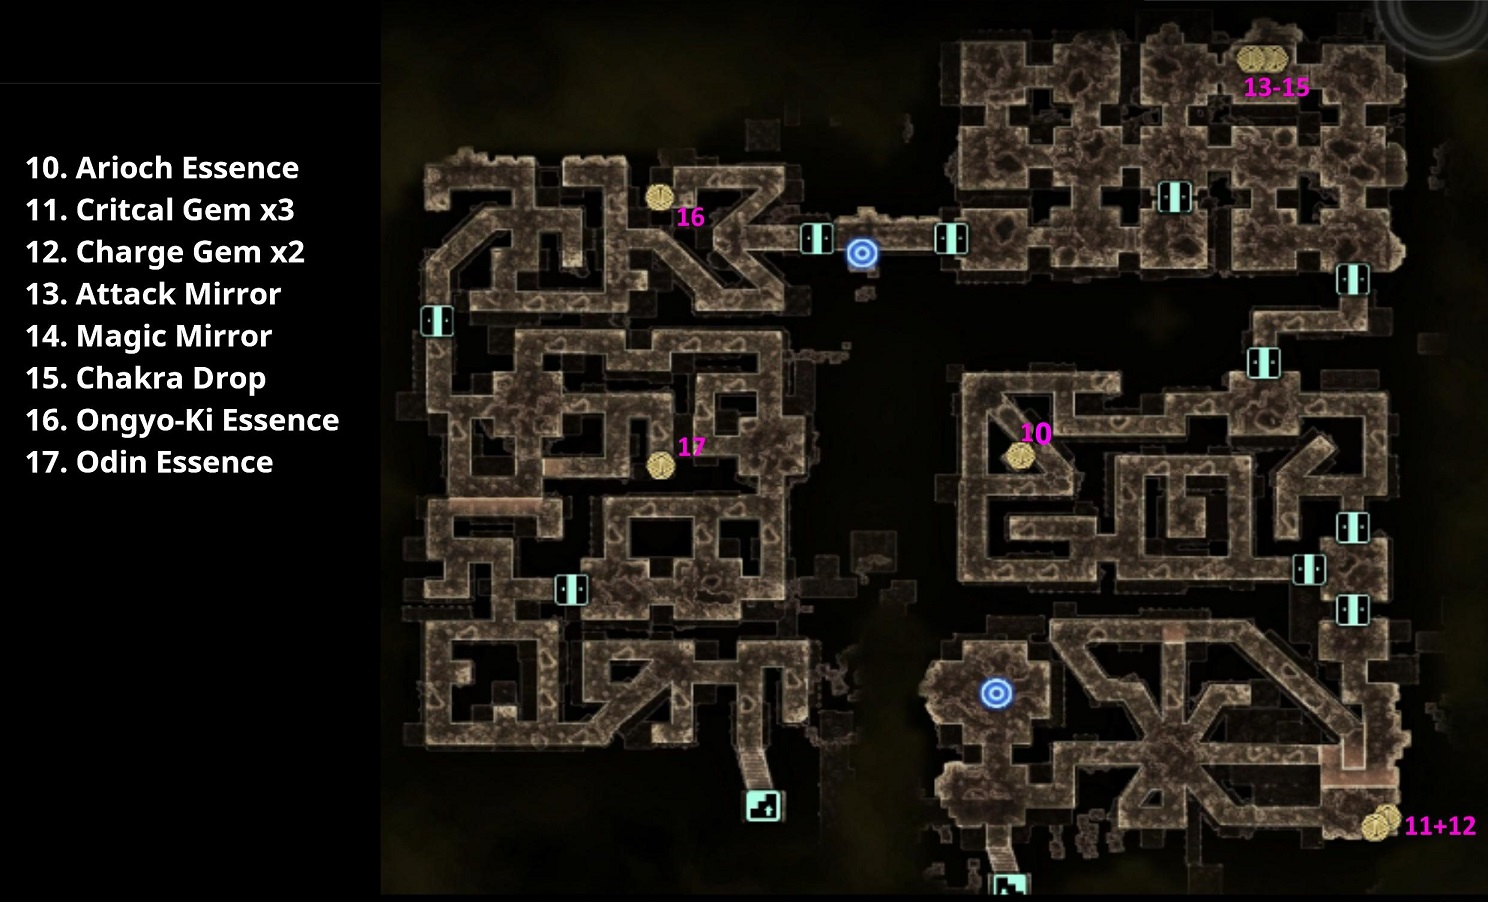 10. Arioch Essence
11. Critcal Gem x3
12. Charge Gem x2
13. Attack Mirror
14. Magic Mirror
15. Chakra Drop
16. Ongyo-Ki Essence
17. Odin Essence
13-15
16
10
17
11+12